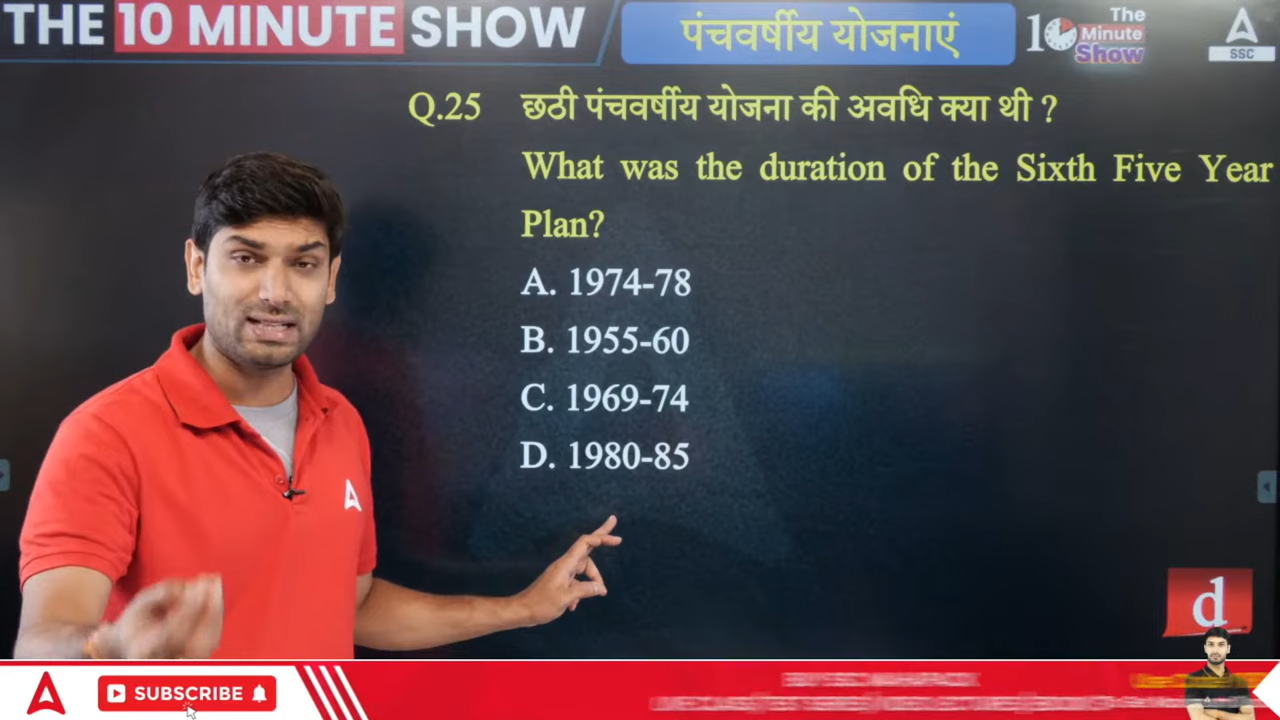 THE 10 MINUTE SHOW
पंचवर्षीय योजनाएं
10 The Minute Show
SSC
Q.25 छठी पंचवर्षीय योजना की अवधि क्या थी ?
What was the duration of the Sixth Five Year
Plan?
A. 1974-78
B. 1955-60
C. 1969-74
D. 1980-85
d
SUBSCRIBE